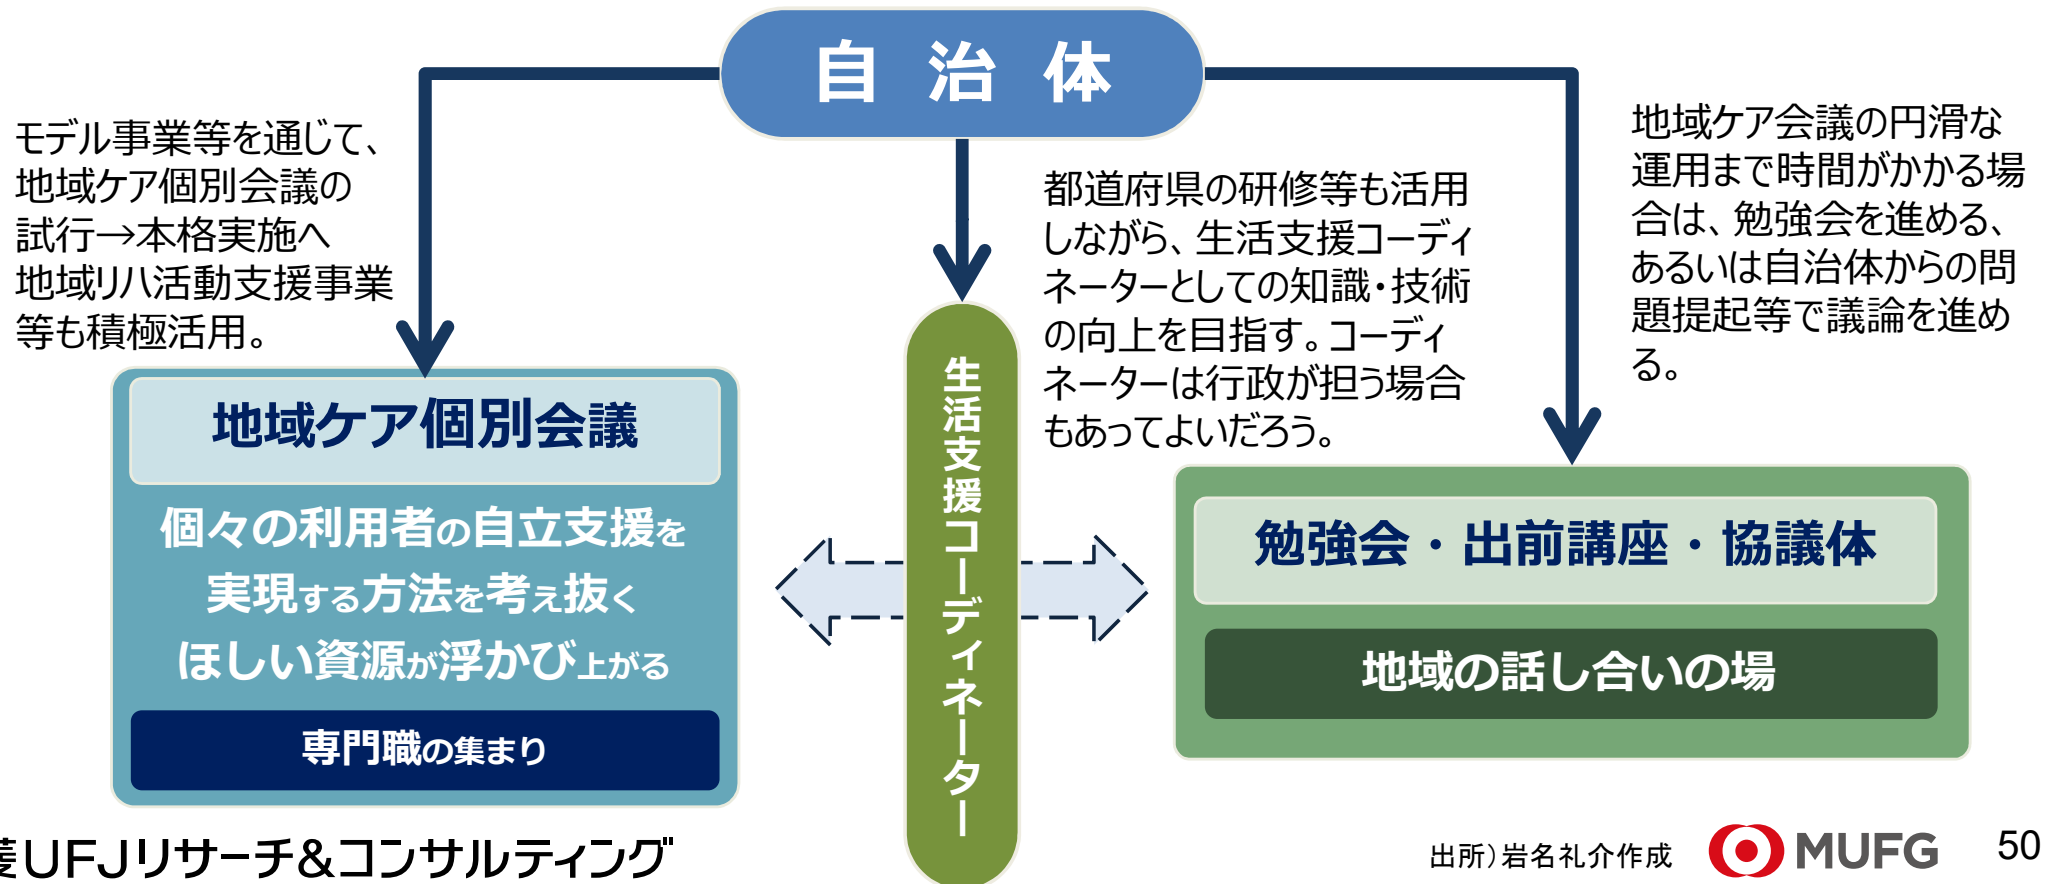 自治体
モデル事業等を通じて、
地域ケア個別会議の
試行→本格実施へ
地域リハ活動支援事業
等も積極活用。
都道府県の研修等も活用
しながら、生活支援コーディ
ネーターとしての知識・技術
の向上を目指す。コーディ
ネーターは行政が担う場合
もあってよいだろう。
地域ケア会議の円滑な
運用まで時間がかかる場
合は、勉強会を進める、
あるいは自治体からの問
題提起等で議論を進め
る。
地域ケア個別会議
個々の利用者の自立支援を
実現する方法を考え抜く
ほしい資源が浮かび上がる
専門職の集まり
生活支援コーディネーター
勉強会・出前講座・協議体
地域の話し合いの場
菱UFJリサーチ&コンサルティング
出所）岩名礼介作成
MUFG
50